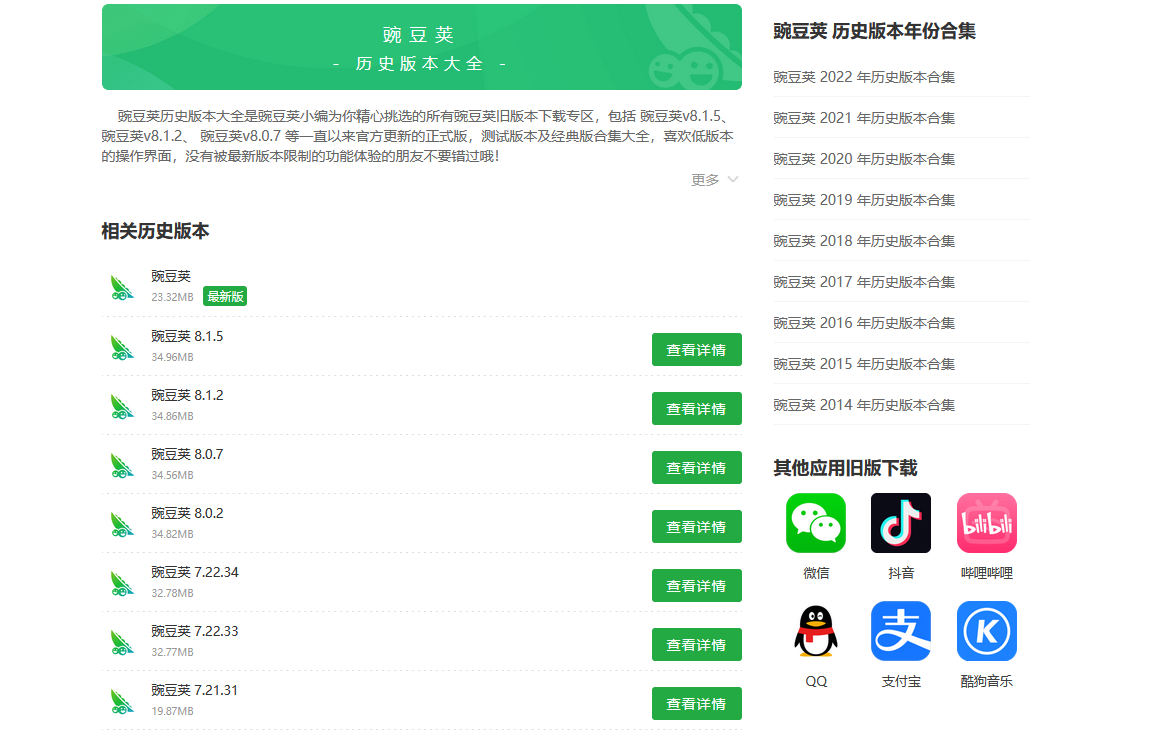 豌豆荚
- 历史版本大全 -
豌豆荚历史版本大全是豌豆荚小编为你精心挑选的所有豌豆荚旧版本下载专区，包括 豌豆荚v8.1.5、
豌豆荚v8.1.2、 豌豆荚v8.0.7 等一直以来官方更新的正式版，测试版本及经典版合集大全，喜欢低版本
的操作界面，没有被最新版本限制的功能体验的朋友不要错过哦！
更多
相关历史版本
豌豆荚
23.32MB 最新版
豌豆荚 8.1.5
34.96MB
查看详情
豌豆荚 8.1.2
34.86MB
查看详情
豌豆荚 8.0.7
34.56MB
查看详情
豌豆荚 8.0.2
34.82MB
查看详情
豌豆荚 7.22.34
32.78MB
查看详情
豌豆荚 7.22.33
32.77MB
查看详情
豌豆荚 7.21.31
19.87MB
查看详情
豌豆荚 历史版本年份合集
豌豆荚 2022 年历史版本合集
豌豆荚 2021 年历史版本合集
豌豆荚 2020 年历史版本合集
豌豆荚 2019 年历史版本合集
豌豆荚 2018 年历史版本合集
豌豆荚 2017 年历史版本合集
豌豆荚 2016 年历史版本合集
豌豆荚 2015 年历史版本合集
豌豆荚 2014 年历史版本合集
其他应用旧版下载
bilibili
微信 抖音 哔哩哔哩
支 K
QQ 支付宝 酷狗音乐